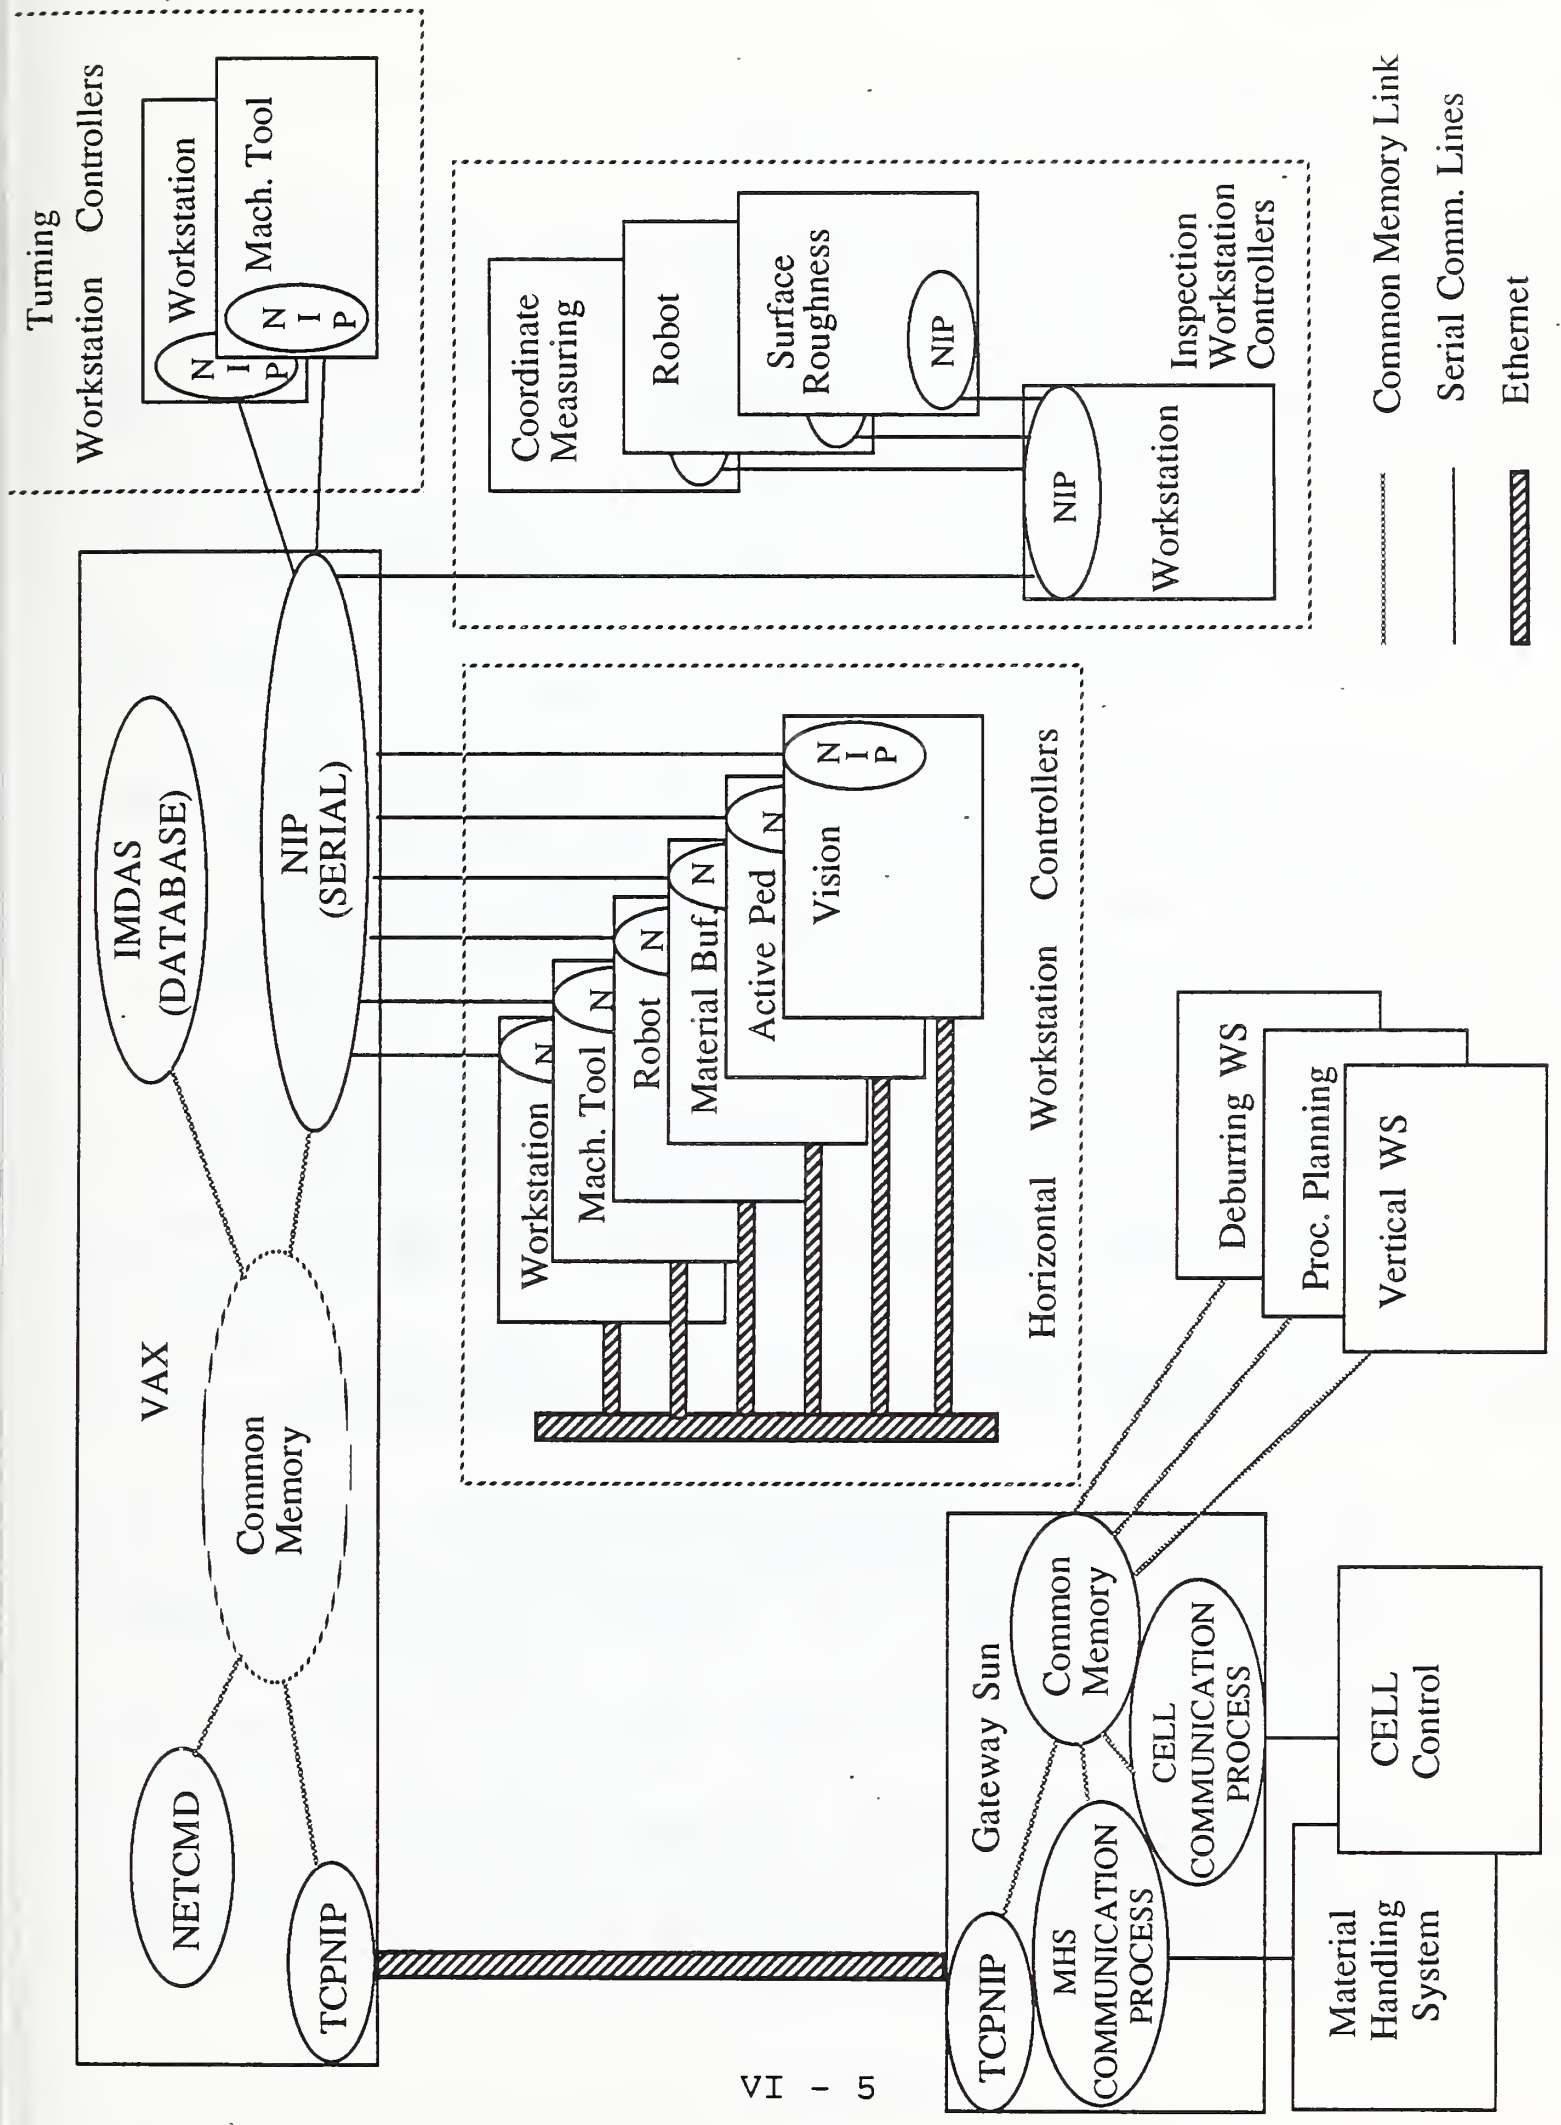 VAX
NETCMD
TCPNIP
Common
Memory
IMDAS
(DATABASE)
NIP
(SERIAL)
Turning
Workstation Controllers
Workstation
N
I
P
Mach. Tool
N
I
P
Gateway Sun
TCPNIP
MHS
COMMUNICATION
PROCESS
Common
Memory
CELL
COMMUNICATION
PROCESS
Material
Handling
System
CELL
Control
Workstation
N
Mach. Tool
N
Robot
N
Material Buf.
N
Active Ped
N
Vision
N
I
P
Horizontal Workstation Controllers
Deburring WS
Proc. Planning
Vertical WS
Coordinate
Measuring
Robot
Surface
Roughness
NIP
NIP
Workstation
Inspection
Workstation
Controllers
Common Memory Link
Serial Comm. Lines
Ethernet
VI - 5